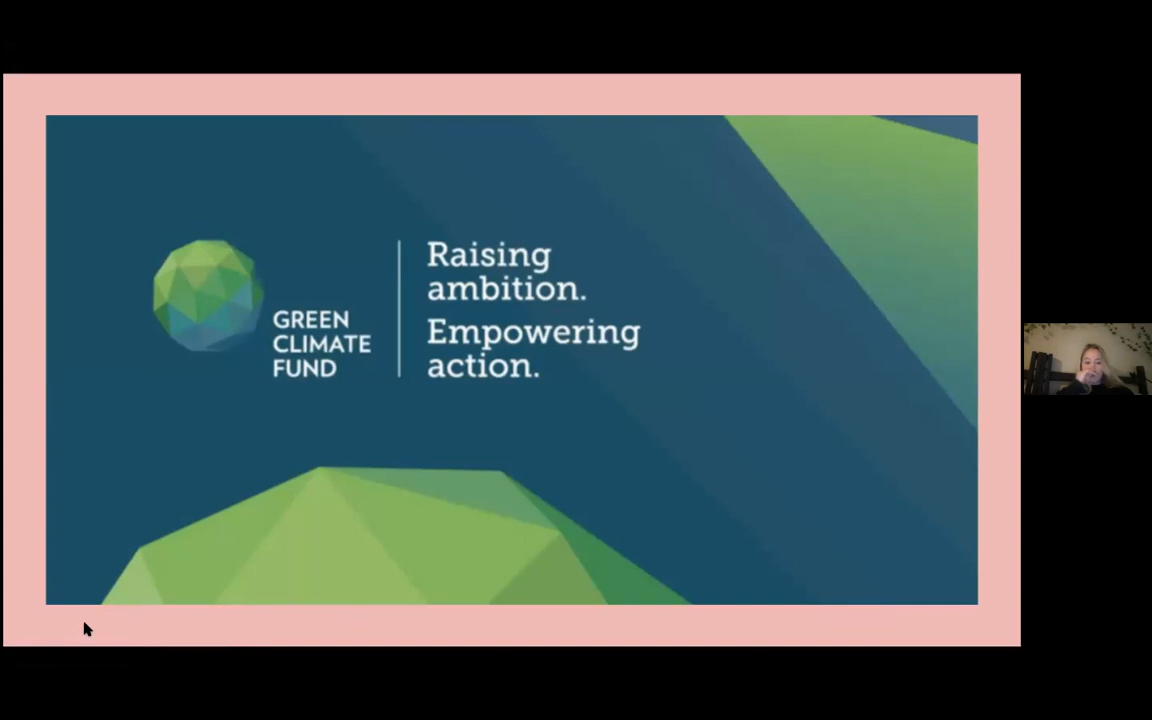 GREEN
CLIMATE
FUND
Raising
ambition.
Empowering
action.